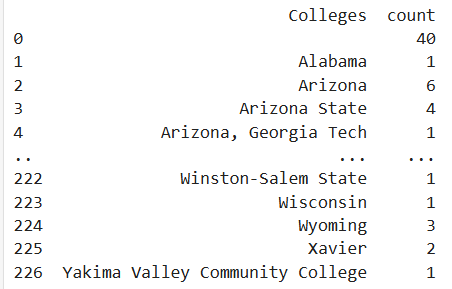 Colleges count
0 40
1 Alabama 1
2 Arizona 6
3 Arizona State 4
4 Arizona, Georgia Tech 1
.. ... ...
222 Winston-Salem State 1
223 Wisconsin 1
224 Wyoming 3
225 Xavier 2
226 Yakima Valley Community College 1